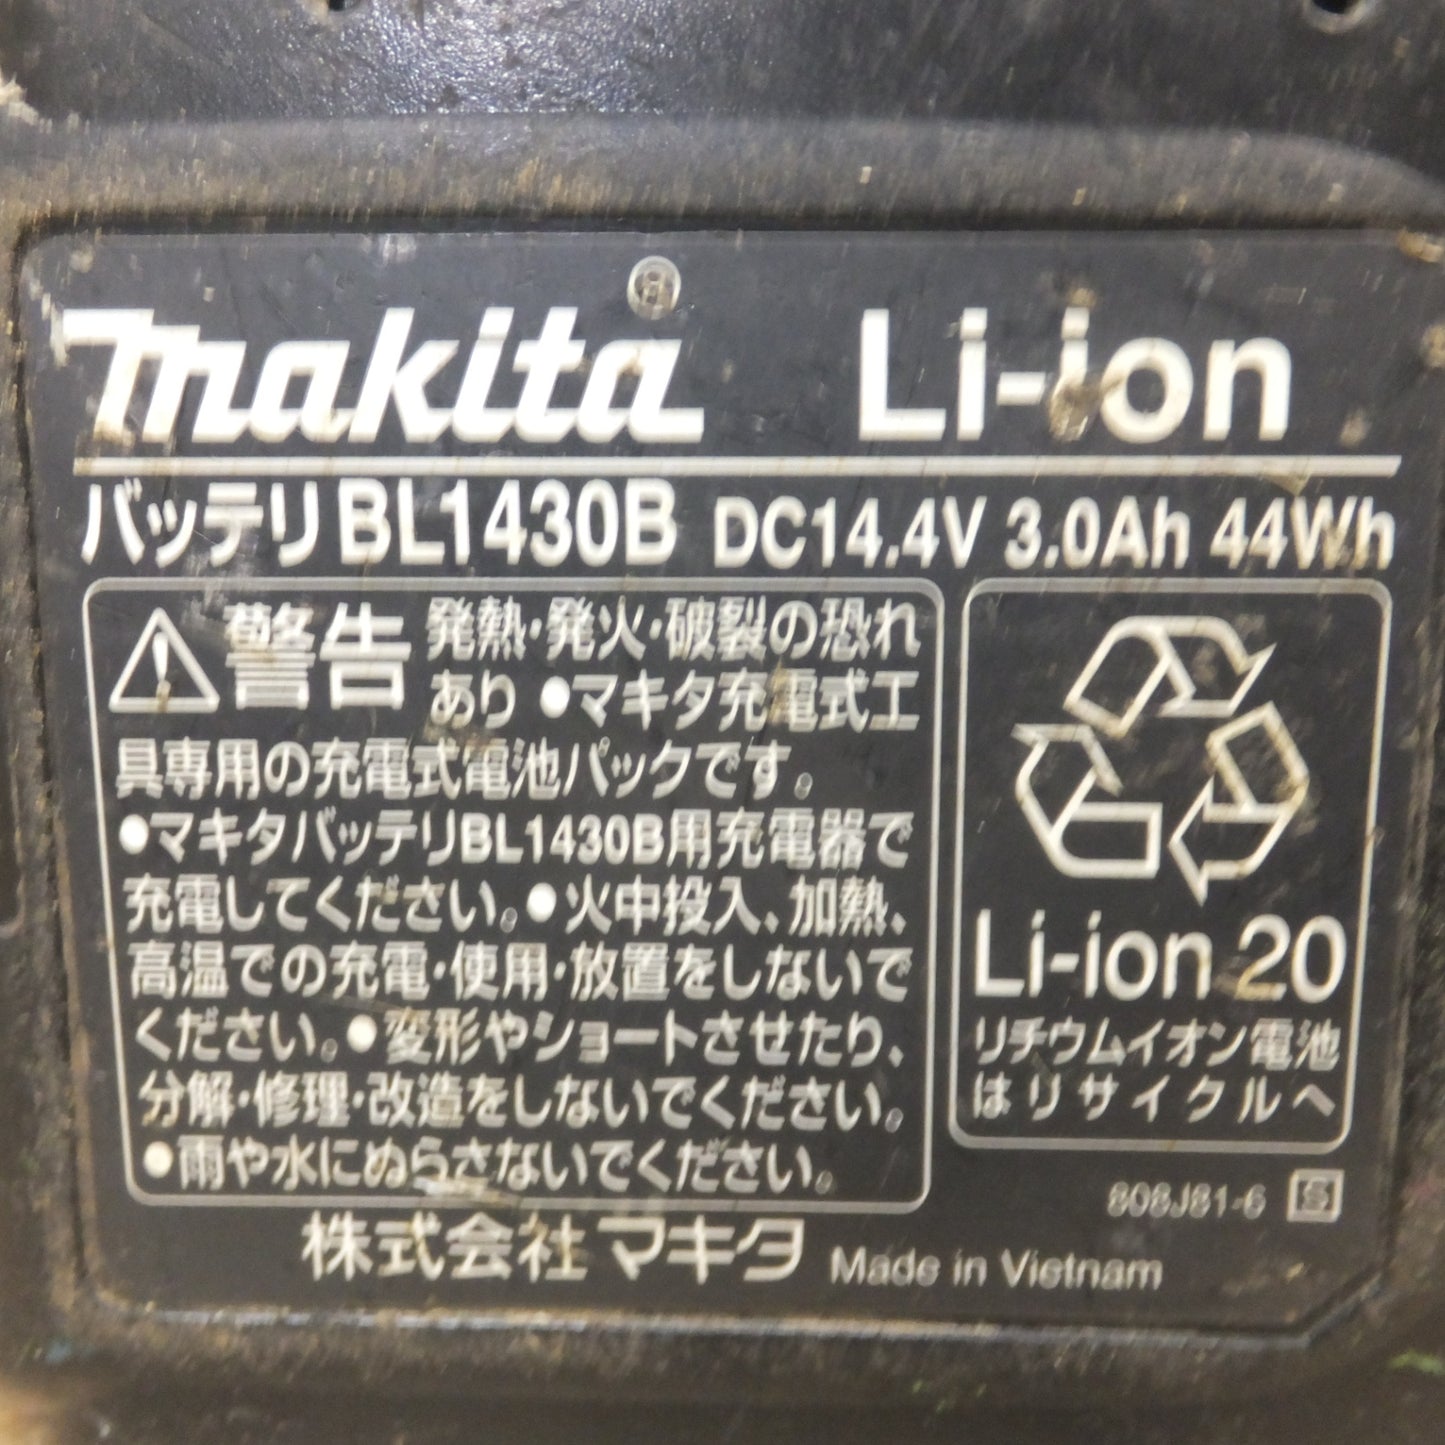 makita Li-ion
バッテリBL1430B DC14.4V 3.0Ah 44Wh
警告 発熱・発火・破裂の恐れ
あり ●マキタ充電式工
具専用の充電式電池パックです。
●マキタバッテリBL1430B用充電器で
充電してください。●火中投入、加熱、
高温での充電・使用・放置をしないで
ください。●変形やショートさせたり、
分解・修理・改造をしないでください。
●雨や水にぬらさないでください。
Li-ion 20
リチウムイオン電池
はリサイクルへ
808J81-6 S
株式会社マキタ Made in Vietnam